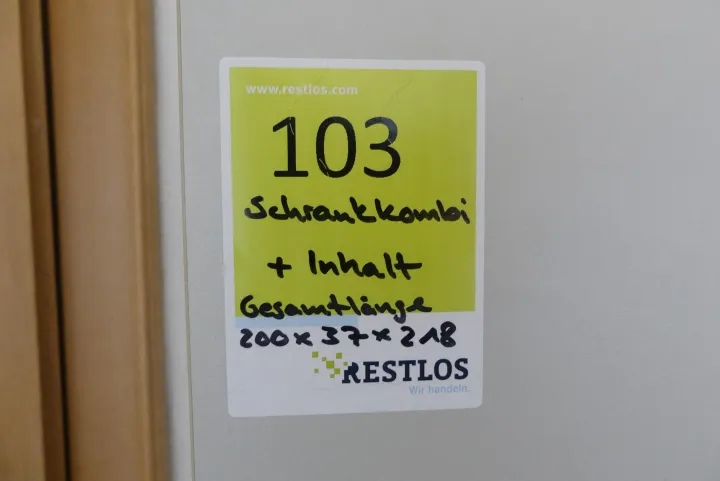 www.restlos.com
103
Schrankkombi
+ Inhalt
Gesamtlänge
200 x 37 x 218
RESTLOS
Wir handeln.